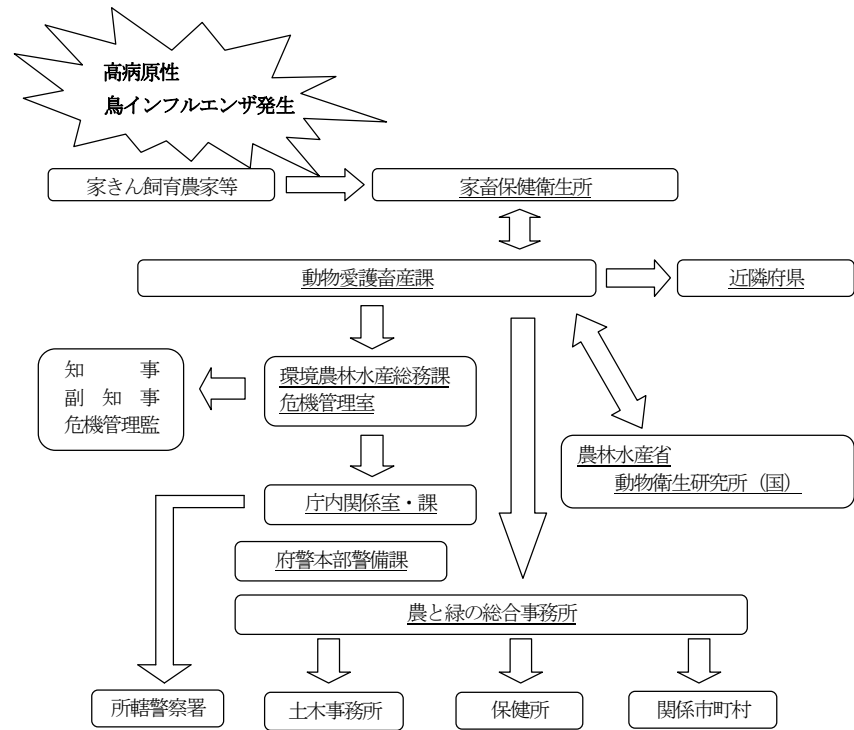 高病原性
鳥インフルエンザ発生
家きん飼育農家等
家畜保健衛生所
動物愛護畜産課
近隣府県
知　　事
副　知　事
危機管理監
環境農林水産総務課
危機管理室
農林水産省
動物衛生研究所（国）
庁内関係室・課
府警本部警備課
農と緑の総合事務所
所轄警察署
土木事務所
保健所
関係市町村